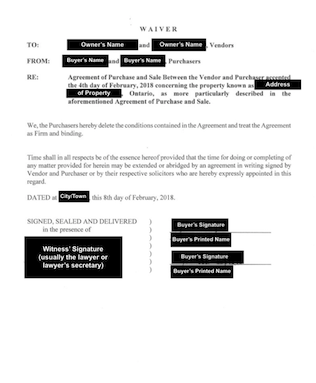 WAIVER
TO: Owner's Name and Owner's Name, Vendors
FROM: Buyer's Name and Buyer's Name, Purchasers
RE: Agreement of Purchase and Sale Between the Vendor and Purchaser accepted
the 4th day of February, 2018 concerning the property known as Address
of Property, Ontario, as more particularly described in the
aforementioned Agreement of Purchase and Sale.
We, the Purchasers hereby delete the conditions contained in the Agreement and treat the Agreement
as Firm and binding.
Time shall in all respects be of the essence hereof provided that the time for doing or completing of
any matter provided for herein may be extended or abridged by an agreement in writing signed by
Vendor and Purchaser or by their respective solicitors who are hereby expressly appointed in this
regard.
DATED at City/Town this 8th day of February, 2018.
SIGNED, SEALED AND DELIVERED )
in the presence of )
Witness' Signature
(usually the lawyer or
lawyer's secretary)
Buyer's Signature
Buyer's Printed Name
Buyer's Signature
Buyer's Printed Name